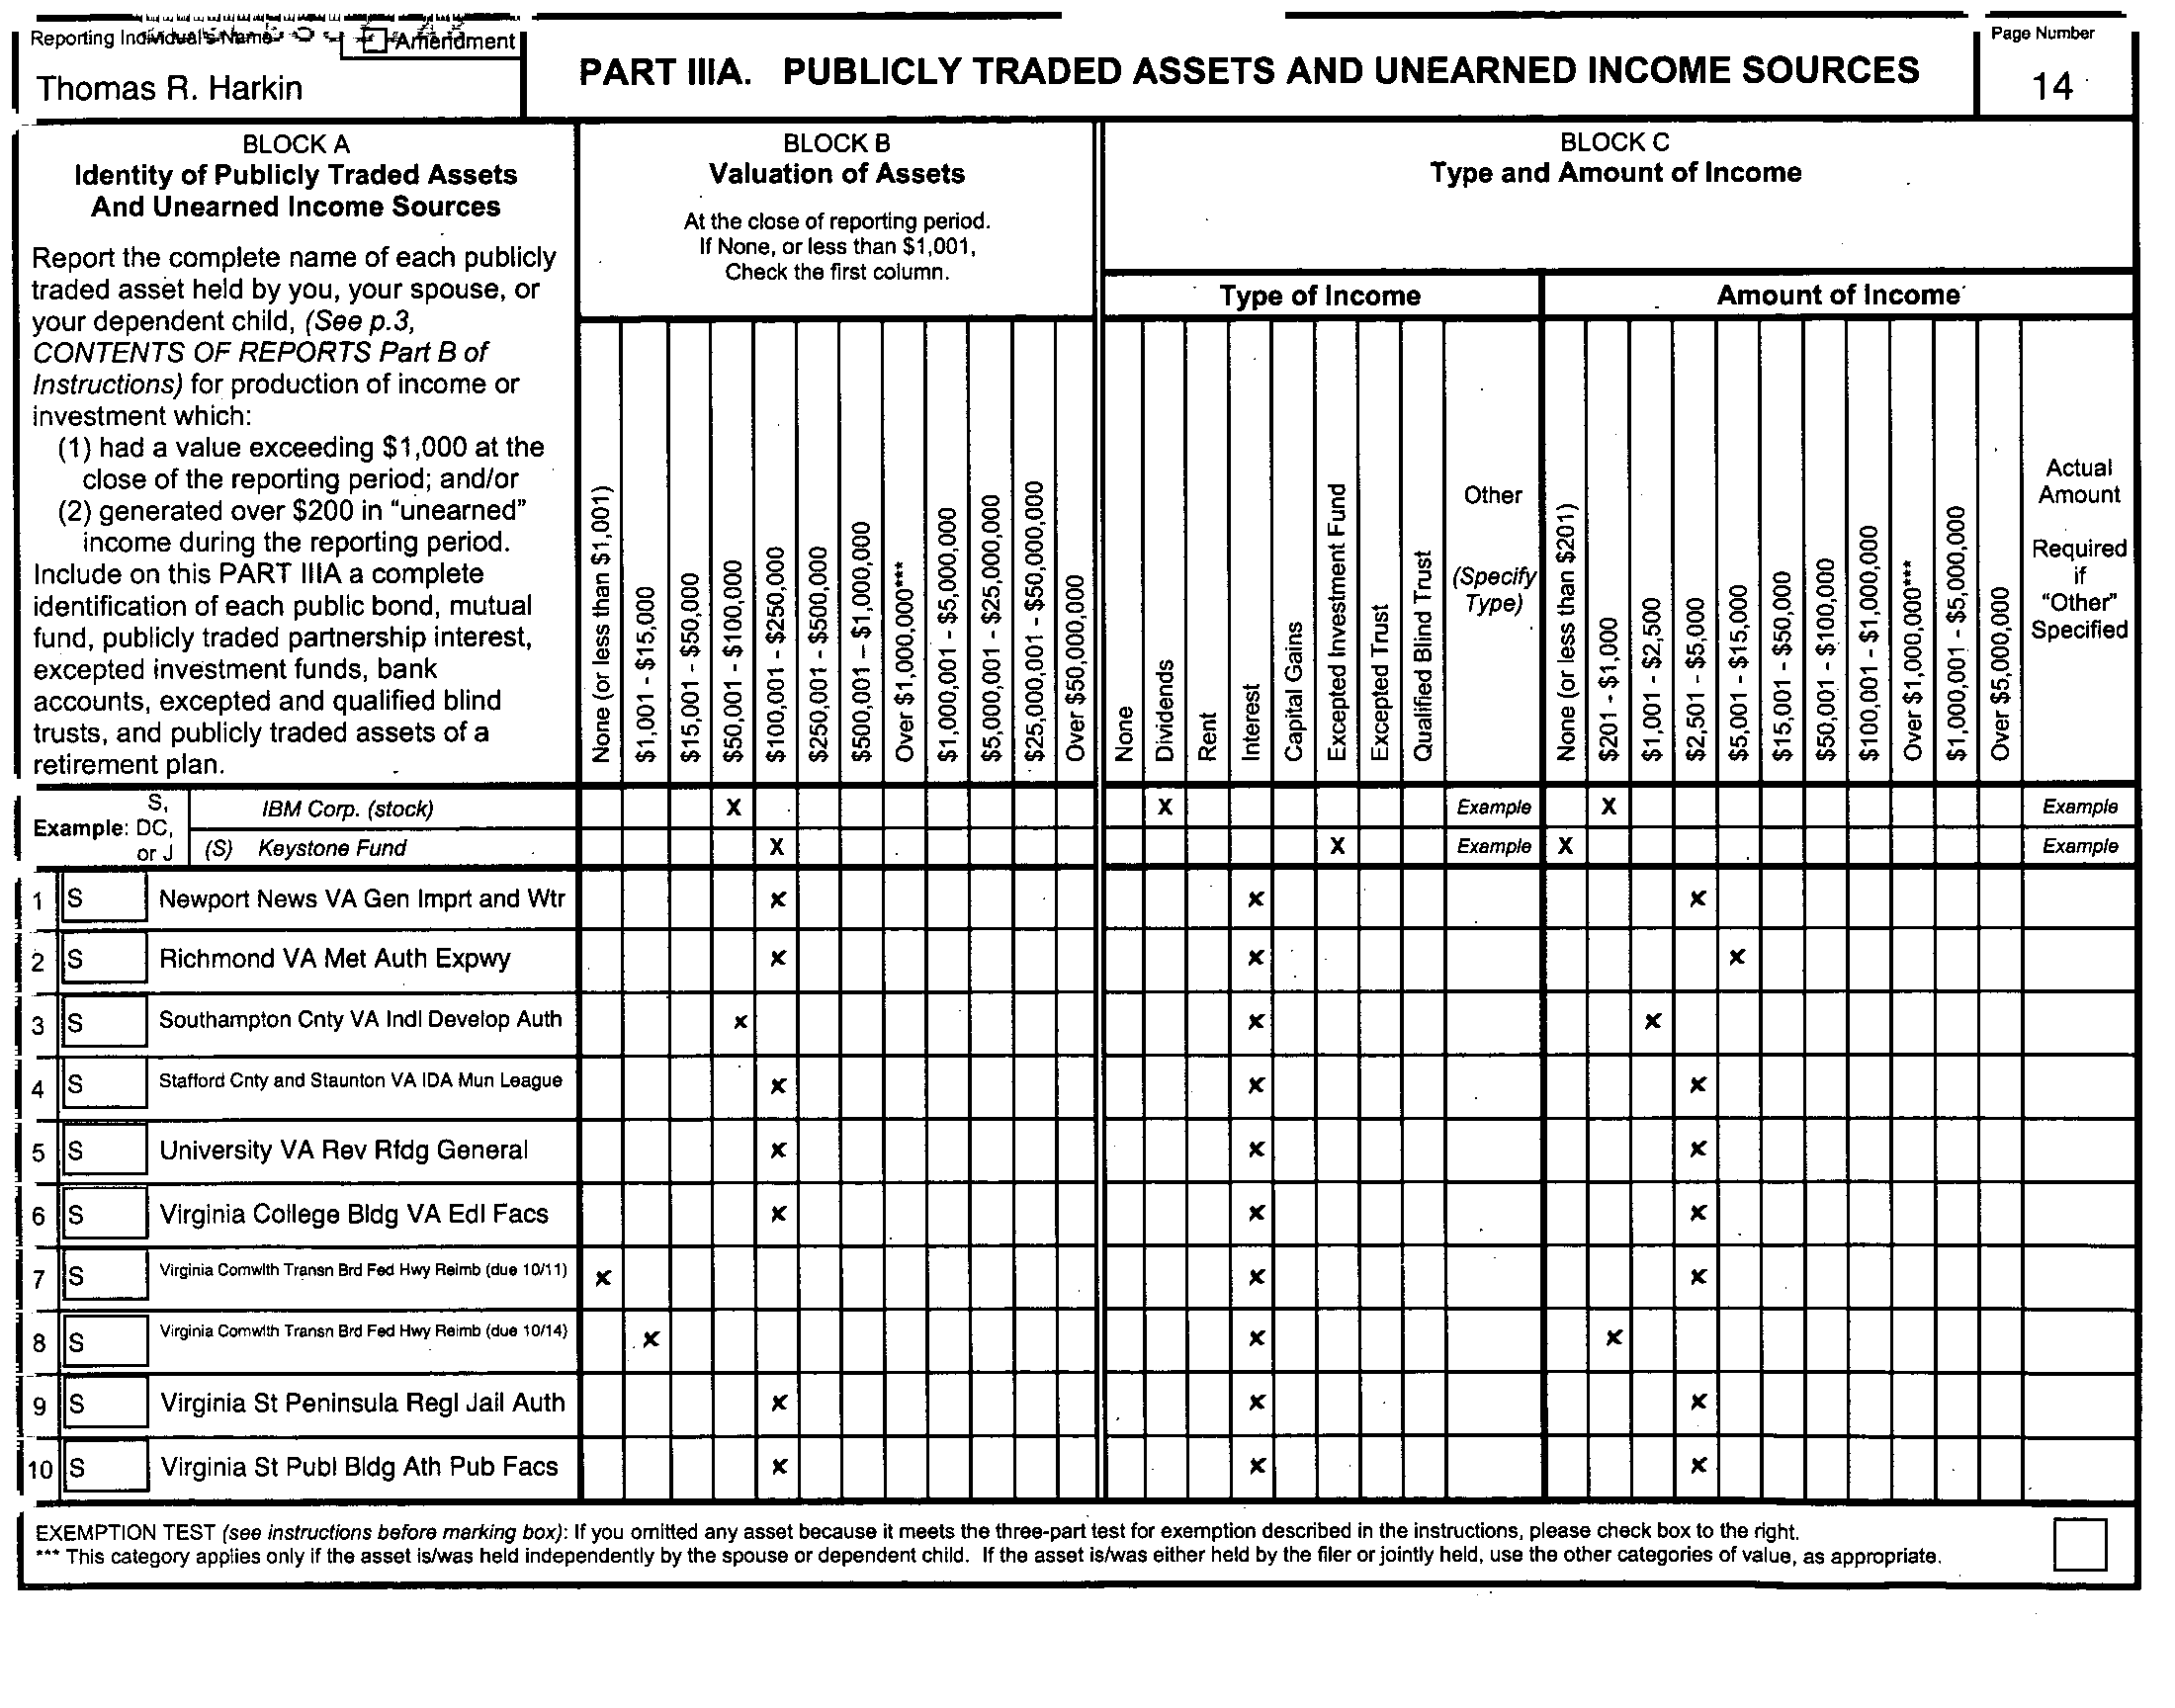 Reporting Individual's Name
Amendment
Thomas R. Harkin
PART IIIA. PUBLICLY TRADED ASSETS AND UNEARNED INCOME SOURCES
Page Number
14
BLOCK A
Identity of Publicly Traded Assets
And Unearned Income Sources
Report the complete name of each publicly
traded asset held by you, your spouse, or
your dependent child, (See p.3,
CONTENTS OF REPORTS Part B of
Instructions) for production of income or
investment which:
(1) had a value exceeding $1,000 at the
close of the reporting period; and/or
(2) generated over $200 in "unearned"
income during the reporting period.
Include on this PART IIIA a complete
identification of each public bond, mutual
fund, publicly traded partnership interest,
excepted investment funds, bank
accounts, excepted and qualified blind
trusts, and publicly traded assets of a
retirement plan.
BLOCK B
Valuation of Assets
At the close of reporting period.
If None, or less than $1,001,
Check the first column.
None (or less than $1,001)
$1,001 - $15,000
$15,001 - $50,000
$50,001 - $100,000
$100,001 - $250,000
$250,001 - $500,000
$500,001 – $1,000,000
Over $1,000,000***
$1,000,001 - $5,000,000
$5,000,001 - $25,000,000
$25,000,001 - $50,000,000
Over $50,000,000
BLOCK C
Type and Amount of Income
Type of Income
None
Dividends
Rent
Interest
Capital Gains
Excepted Investment Fund
Excepted Trust
Qualified Blind Trust
Other
(Specify
Type)
Amount of Income
None (or less than $201)
$201 - $1,000
$1,001 - $2,500
$2,501 - $5,000
$5,001 - $15,000
$15,001 - $50,000
$50,001 - $100,000
$100,001 - $1,000,000
Over $1,000,000***
$1,000,001 - $5,000,000
Over $5,000,000
Actual
Amount
Required
if
"Other"
Specified
Example: S, DC, or J
IBM Corp. (stock) X X Example X Example
(S) Keystone Fund X X Example X Example
1 S Newport News VA Gen Imprt and Wtr x x x
2 S Richmond VA Met Auth Expwy x x x
3 S Southampton Cnty VA Indl Develop Auth x x x
4 S Stafford Cnty and Staunton VA IDA Mun League x x x
5 S University VA Rev Rfdg General x x x
6 S Virginia College Bldg VA Edl Facs x x x
7 S Virginia Comwlth Transn Brd Fed Hwy Reimb (due 10/11) x x x
8 S Virginia Comwlth Transn Brd Fed Hwy Reimb (due 10/14) x x x
9 S Virginia St Peninsula Regl Jail Auth x x x
10 S Virginia St Publ Bldg Ath Pub Facs x x x
EXEMPTION TEST (see instructions before marking box): If you omitted any asset because it meets the three-part test for exemption described in the instructions, please check box to the right.
*** This category applies only if the asset is/was held independently by the spouse or dependent child. If the asset is/was either held by the filer or jointly held, use the other categories of value, as appropriate.